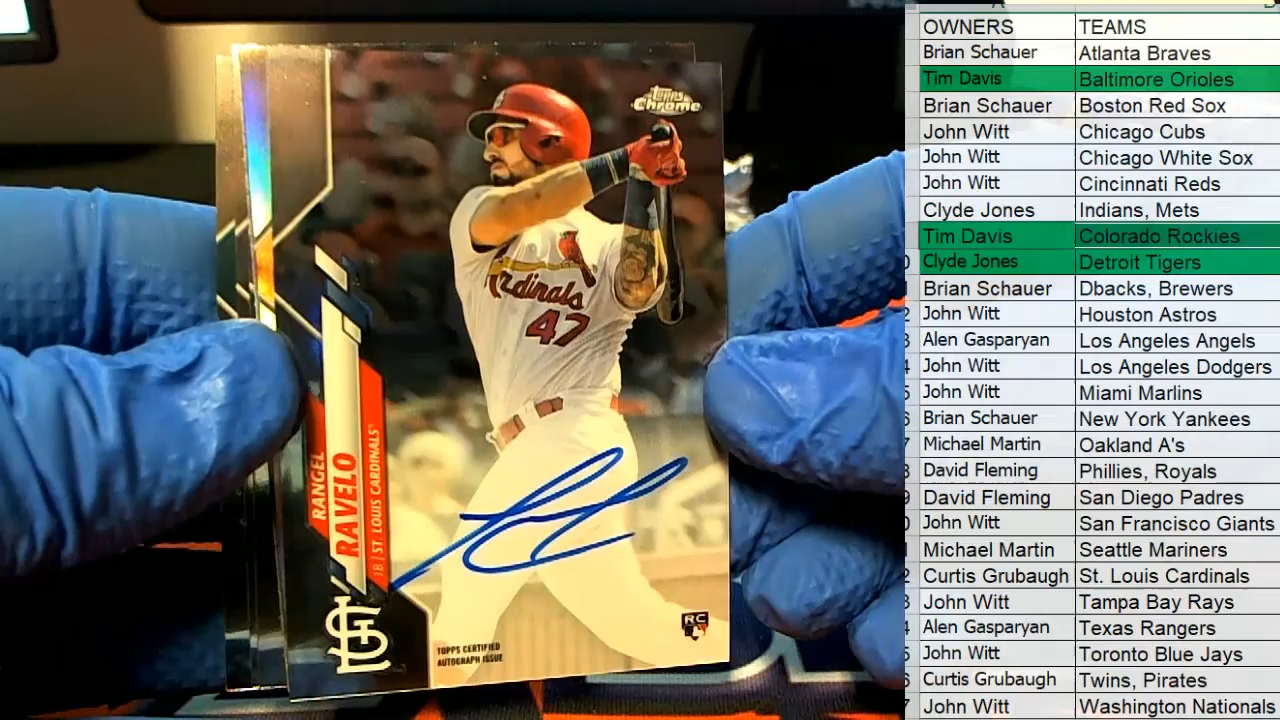 Topps
Chrome
Cardinals
47
RANGEL
RAVELO
1B | ST. LOUIS CARDINALS
STL
TOPPS CERTIFIED
AUTOGRAPH ISSUE
RC
OWNERS TEAMS
Brian Schauer Atlanta Braves
Tim Davis Baltimore Orioles
Brian Schauer Boston Red Sox
John Witt Chicago Cubs
John Witt Chicago White Sox
John Witt Cincinnati Reds
Clyde Jones Indians, Mets
Tim Davis Colorado Rockies
Clyde Jones Detroit Tigers
Brian Schauer Dbacks, Brewers
John Witt Houston Astros
Alen Gasparyan Los Angeles Angels
John Witt Los Angeles Dodgers
John Witt Miami Marlins
Brian Schauer New York Yankees
Michael Martin Oakland A's
David Fleming Phillies, Royals
David Fleming San Diego Padres
John Witt San Francisco Giants
Michael Martin Seattle Mariners
Curtis Grubaugh St. Louis Cardinals
John Witt Tampa Bay Rays
Alen Gasparyan Texas Rangers
John Witt Toronto Blue Jays
Curtis Grubaugh Twins, Pirates
John Witt Washington Nationals